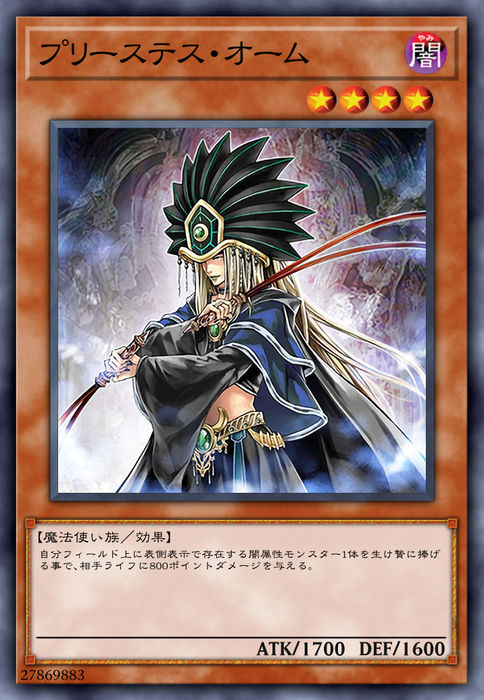 プリーステス・オーム
やみ
闇
【魔法使い族／効果】
自分フィールド上に表側表示で存在する闇属性モンスター1体を生け贄に捧げ
る事で、相手ライフに800ポイントダメージを与える。
ATK/1700 DEF/1600
27869883